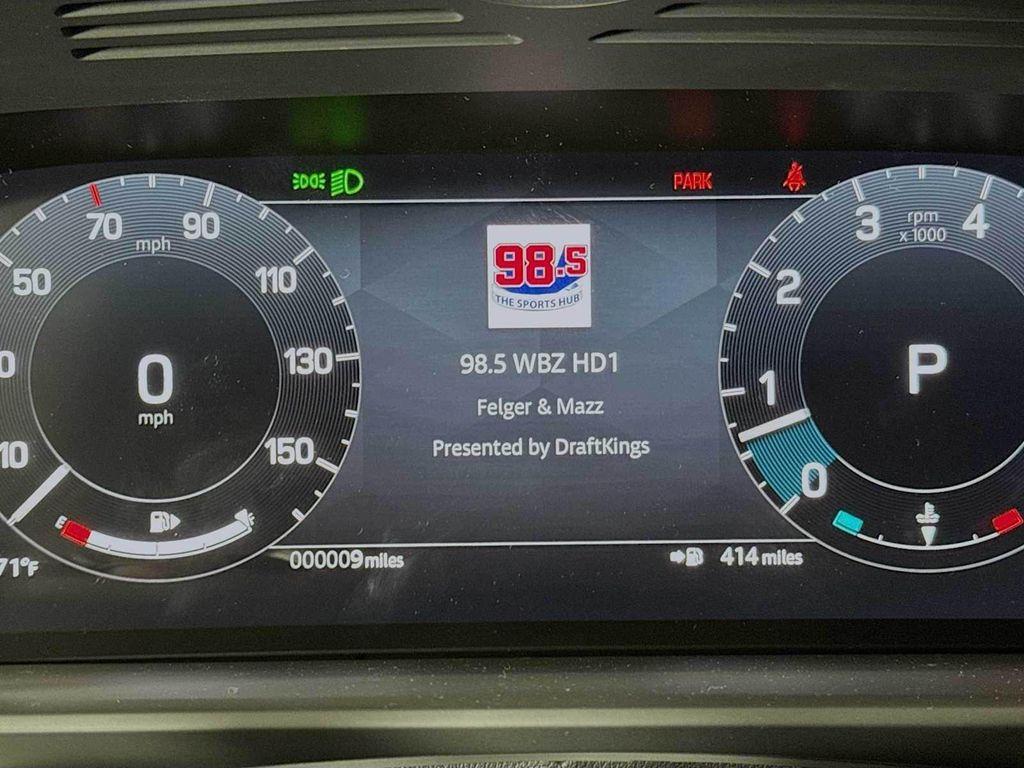 PARK
70
90
mph
50
110
130
150
10
0
mph
E
71°F
000009 miles
98.5
THE SPORTS HUB
98.5 WBZ HD1
Felger & Mazz
Presented by DraftKings
414 miles
3
rpm
x 1000
4
2
1
0
P